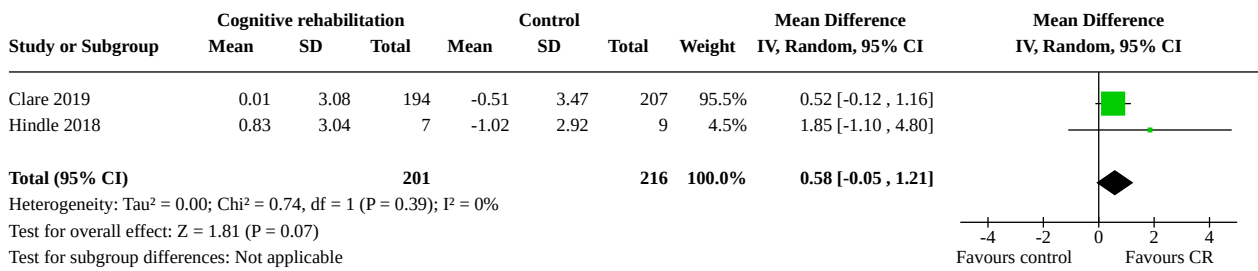 Cognitive rehabilitation Control Mean Difference Mean Difference
Study or Subgroup Mean SD Total Mean SD Total Weight IV, Random, 95% CI IV, Random, 95% CI
Clare 2019 0.01 3.08 194 -0.51 3.47 207 95.5% 0.52 [-0.12 , 1.16]
Hindle 2018 0.83 3.04 7 -1.02 2.92 9 4.5% 1.85 [-1.10 , 4.80]
Total (95% CI) 201 216 100.0% 0.58 [-0.05 , 1.21]
Heterogeneity: Tau² = 0.00; Chi² = 0.74, df = 1 (P = 0.39); I² = 0%
Test for overall effect: Z = 1.81 (P = 0.07)
Test for subgroup differences: Not applicable
-4 -2 0 2 4
Favours control Favours CR